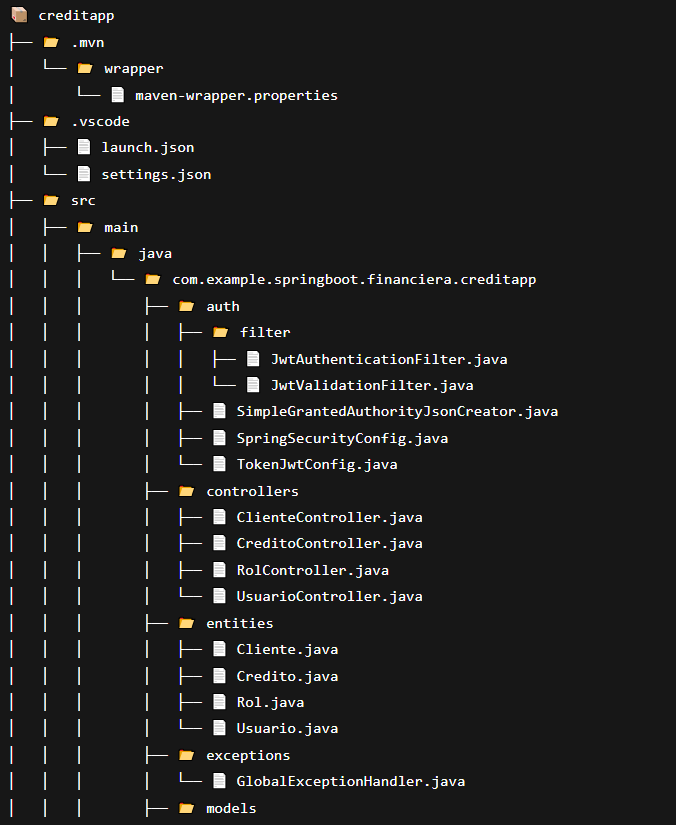 creditapp
.mvn
wrapper
maven-wrapper.properties
.vscode
launch.json
settings.json
src
main
java
com.example.springboot.financiera.creditapp
auth
filter
JwtAuthenticationFilter.java
JwtValidationFilter.java
SimpleGrantedAuthorityJsonCreator.java
SpringSecurityConfig.java
TokenJwtConfig.java
controllers
ClienteController.java
CreditoController.java
RolController.java
UsuarioController.java
entities
Cliente.java
Credito.java
Rol.java
Usuario.java
exceptions
GlobalExceptionHandler.java
models